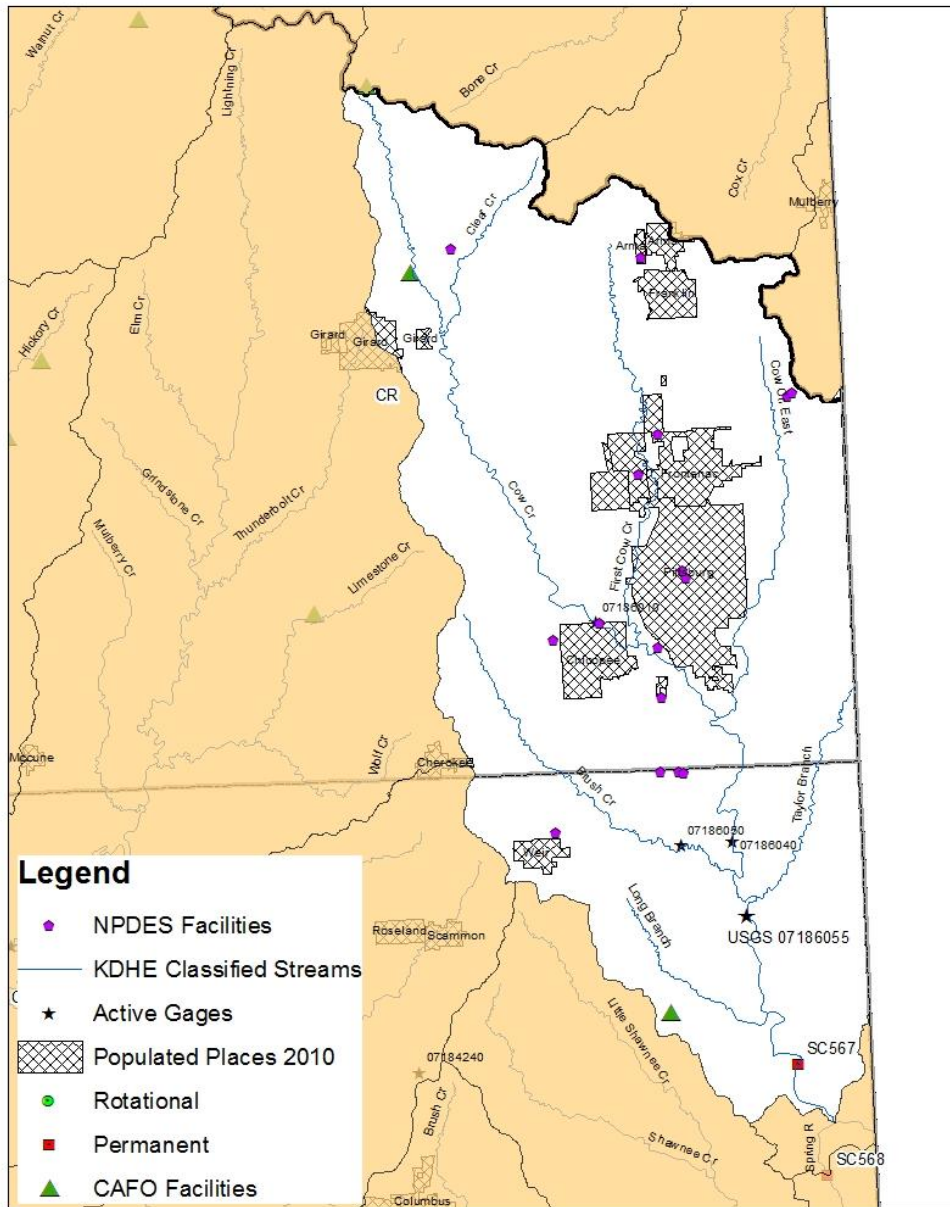 Walnut Cr
Lightning Cr
Bone Cr
Cox Cr
Mulberry
Clear Cr
Arma
Arma
Franklin
Hickory Cr
Elm Cr
Girard
Girard
Girard
CR
Cow Cr, East
Frontenac
Grindstone Cr
Thunderbolt Cr
Cow Cr
Mulberry Cr
Limestone Cr
First Cow Cr
Pittsburg
07186010
Chicopee
Mccune
Wolf Cr
Cherokee
Brush Cr
Taylor Branch
07186050
07186040
Weir
Long Branch
USGS 07186055
Roseland
Scammon
Little Shawnee Cr
SC567
07184240
Brush Cr
Shawnee Cr
Spring R
SC568
Columbus
Legend
NPDES Facilities
KDHE Classified Streams
Active Gages
Populated Places 2010
Rotational
Permanent
CAFO Facilities